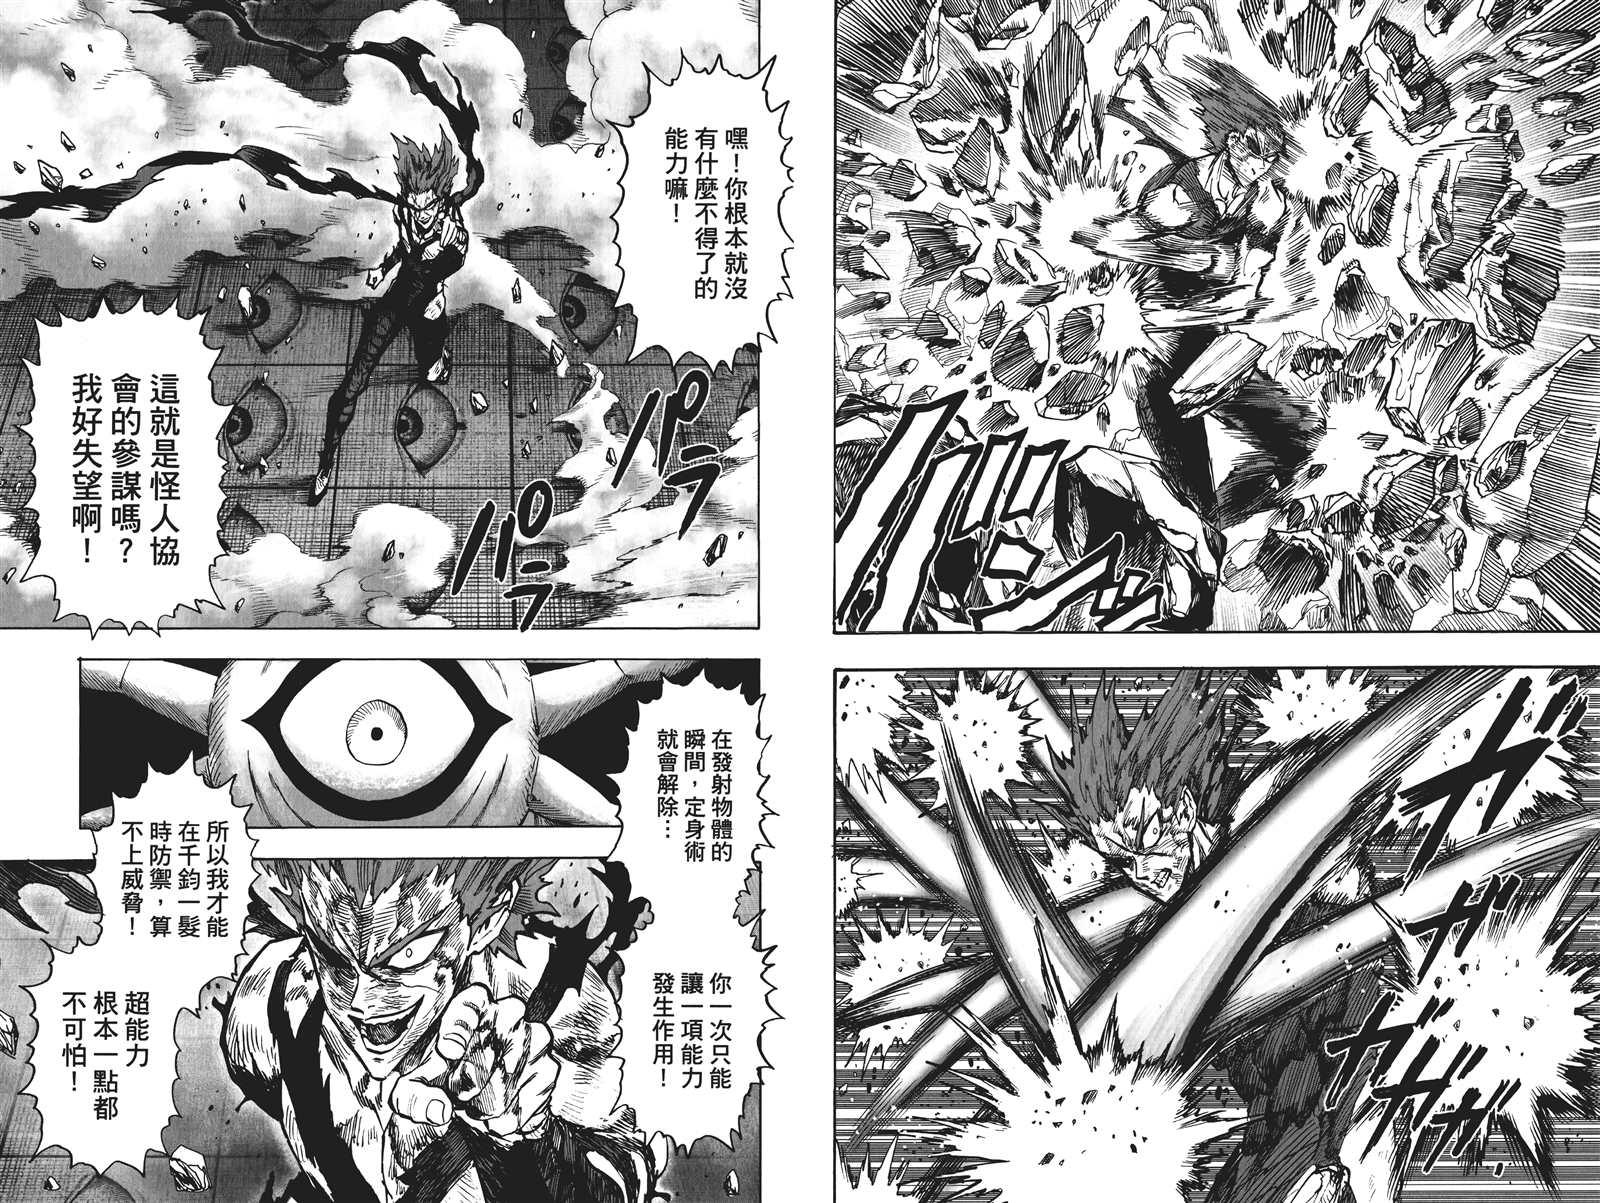 バガガッ
ガガガガガッ
嘿！你根本就沒
有什麼不得了的
能力嘛！
パラ
パラ
這就是怪人協
會的參謀嗎？
我好失望啊！
在發射物體的
瞬間，定身術
就會解除…
所以我才能
在千鈞一髮
時防禦，算
不上威脅！
你一次只能
讓一項能力
發生作用！
超能力
根本一點都
不可怕！